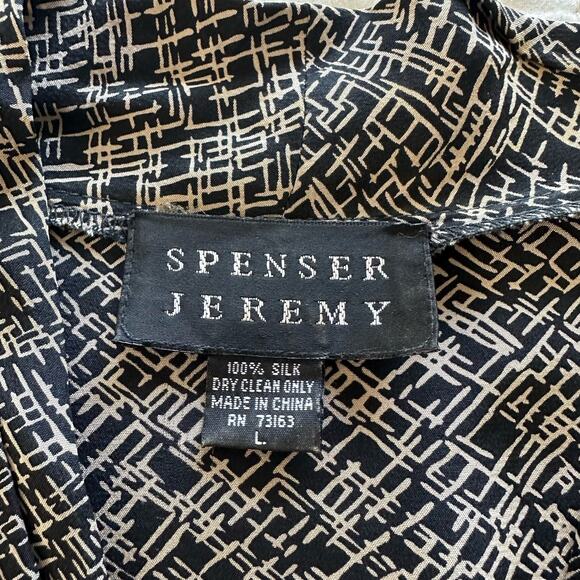 SPENSER
JEREMY
100% SILK
DRY CLEAN ONLY
MADE IN CHINA
RN 73163
L